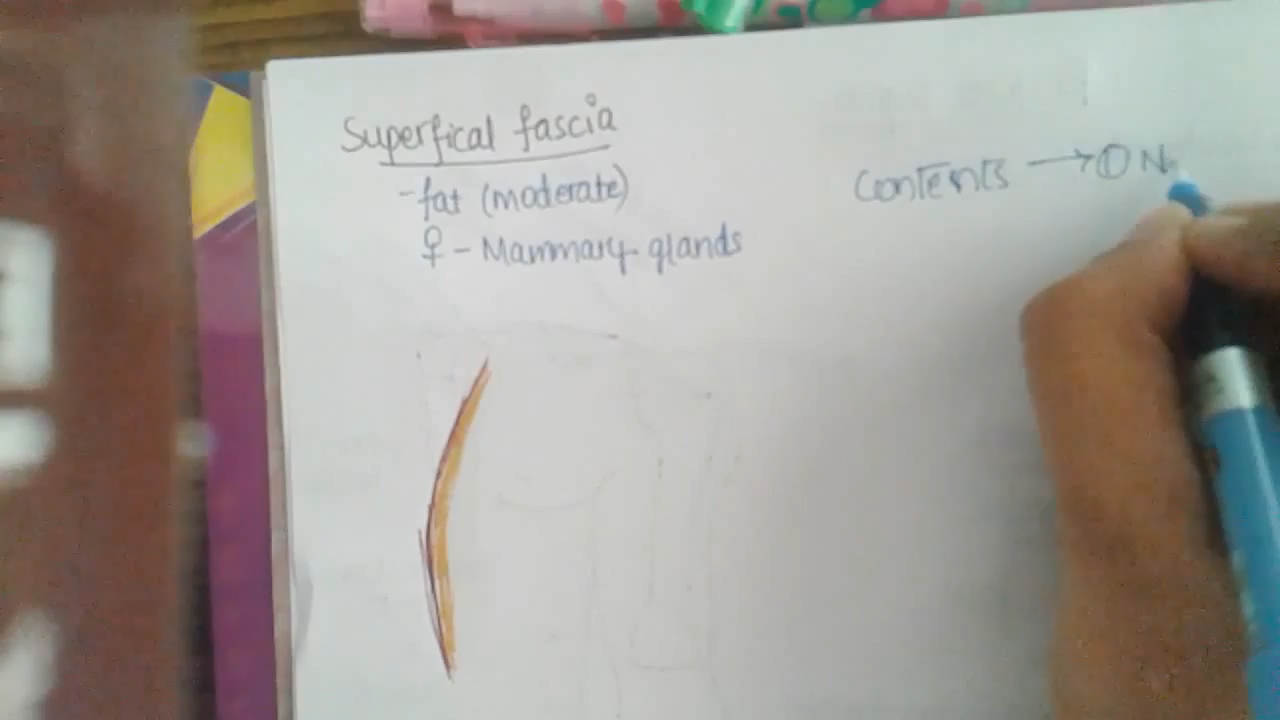 Superfical fascia
-fat (moderate)
♀ - Mammary glands
Contents → ① N